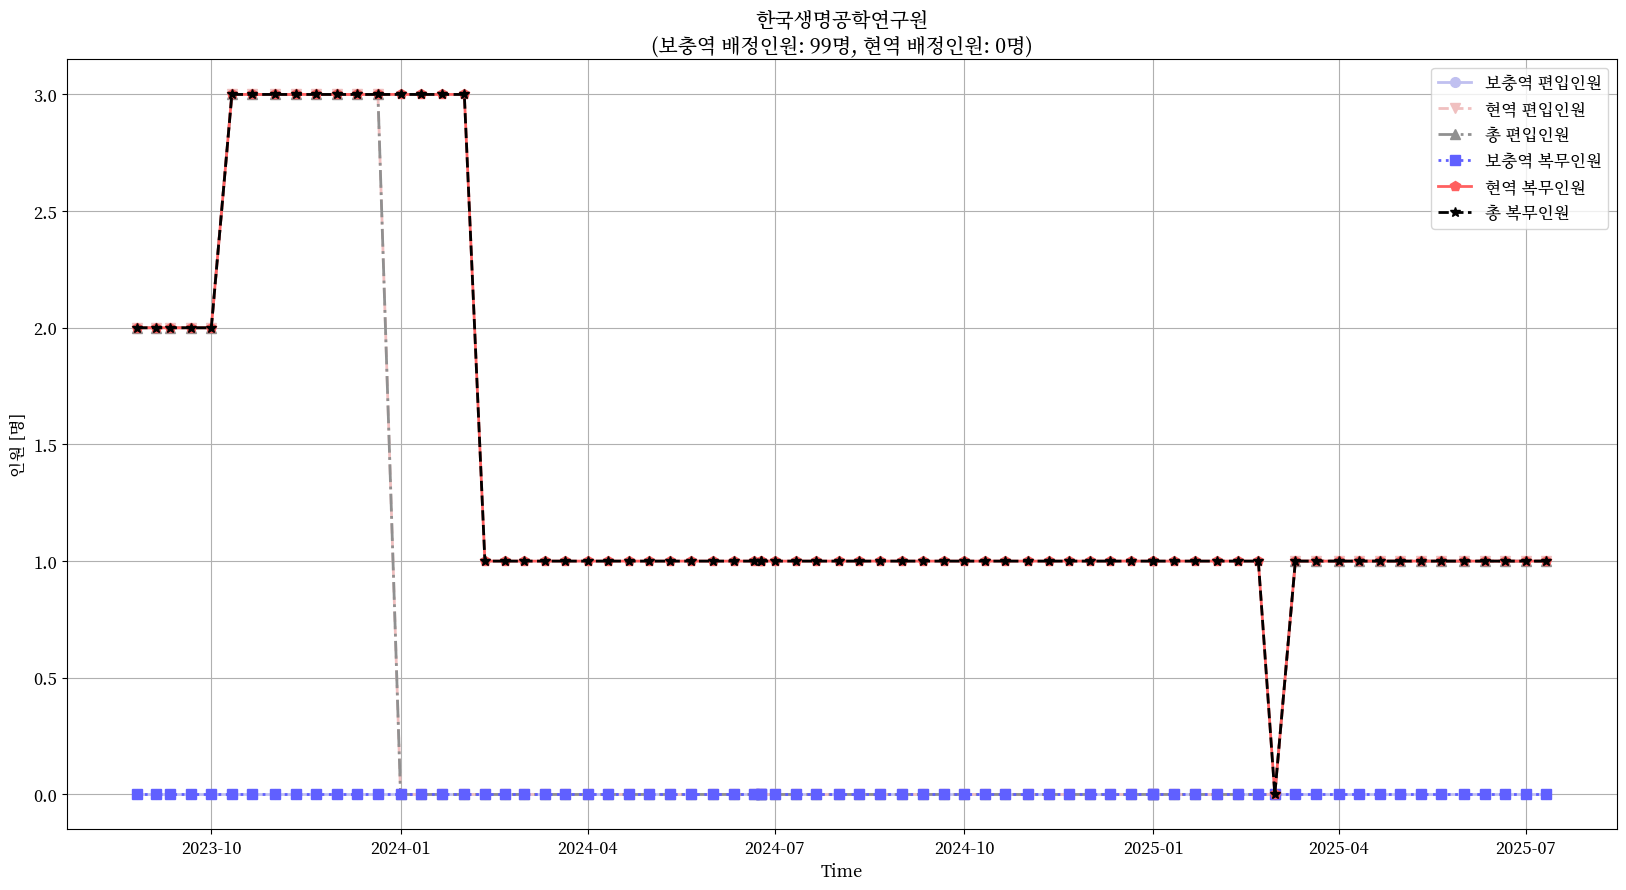 한국생명공학연구원
(보충역 배정인원: 99명, 현역 배정인원: 0명)
보충역 편입인원
현역 편입인원
총 편입인원
보충역 복무인원
현역 복무인원
총 복무인원
3.0
2.5
2.0
1.5
1.0
0.5
0.0
인원 [명]
2023-10
2024-01
2024-04
2024-07
2024-10
2025-01
2025-04
2025-07
Time